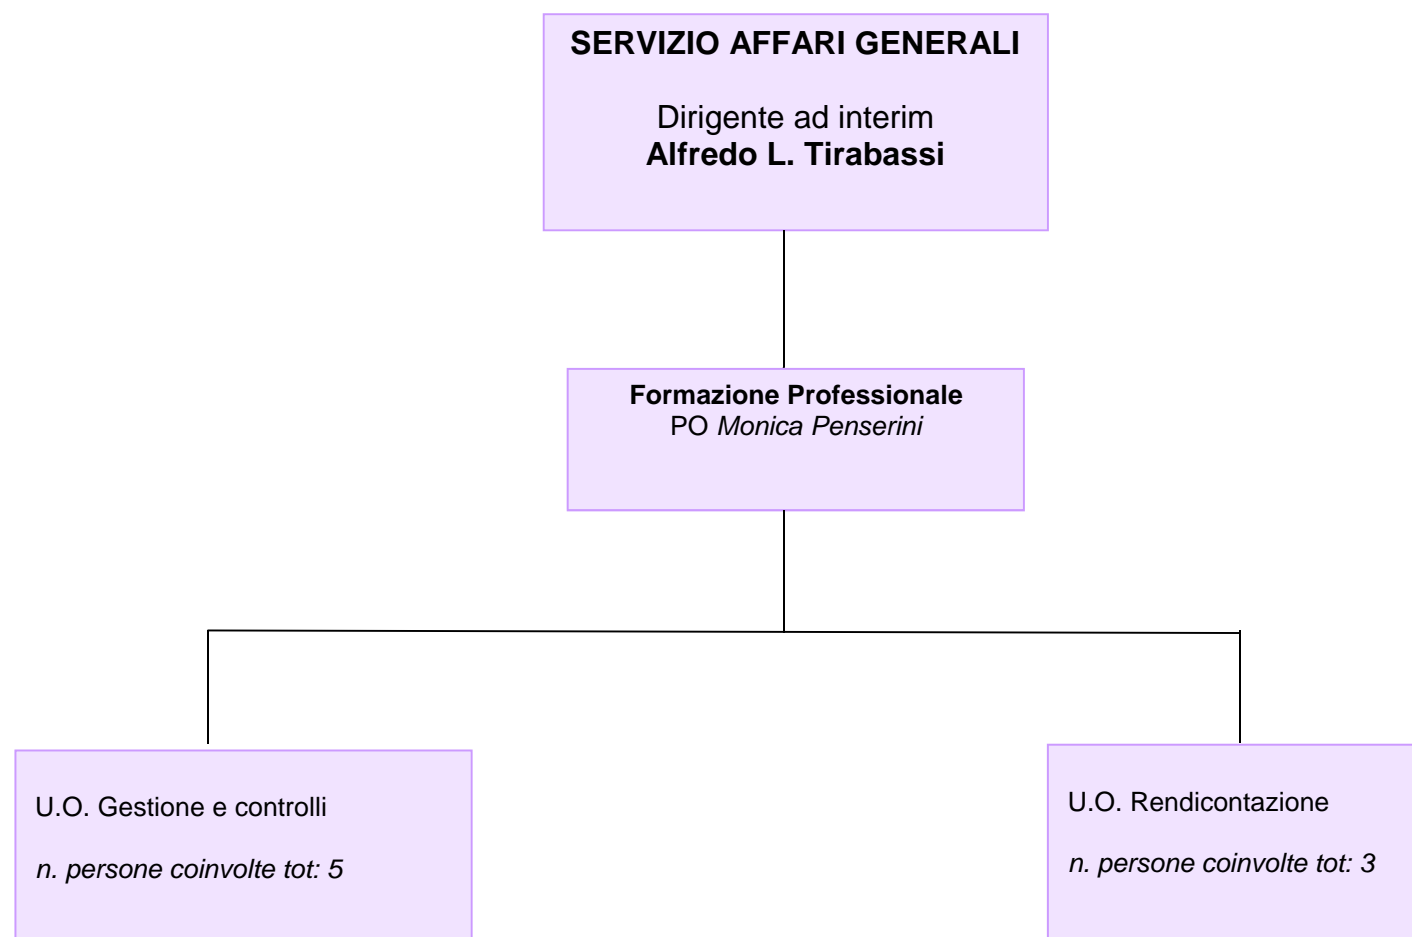 SERVIZIO AFFARI GENERALI
Dirigente ad interim
Alfredo L. Tirabassi
Formazione Professionale
PO Monica Penserini
U.O. Gestione e controlli
n. persone coinvolte tot: 5
U.O. Rendicontazione
n. persone coinvolte tot: 3